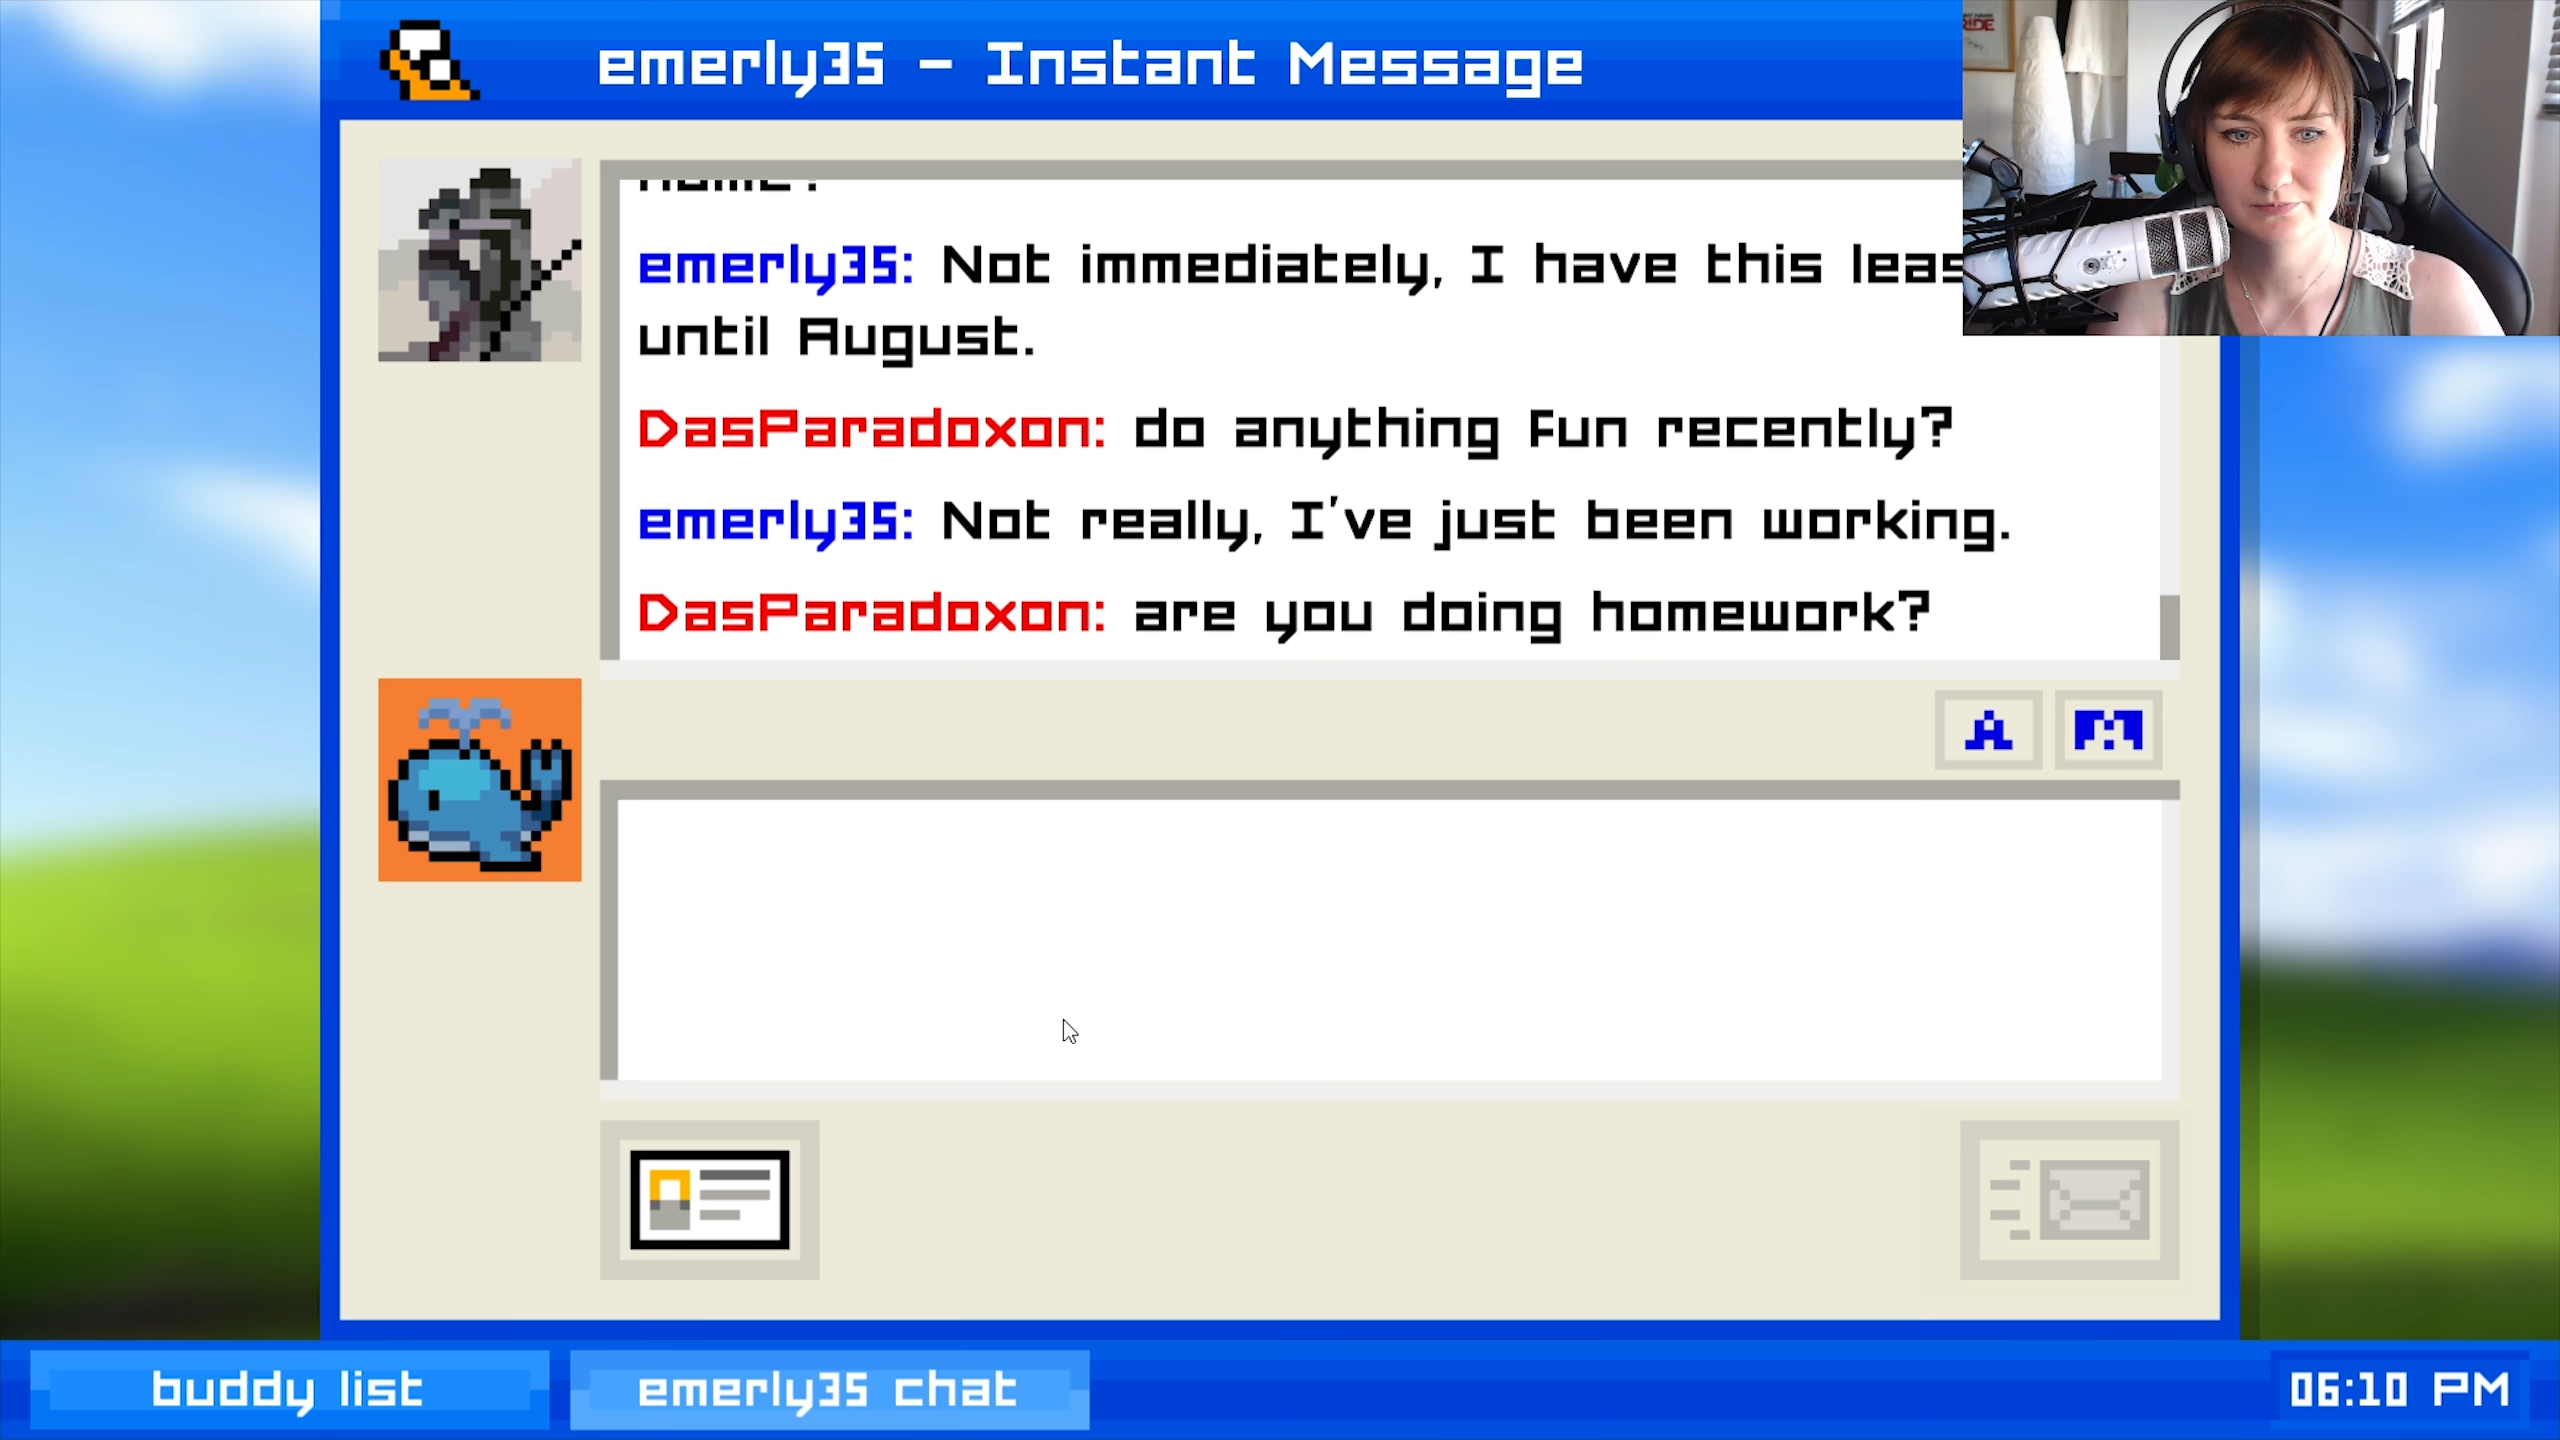 emerly35 - Instant Message
emerly35: Not immediately, I have this
until August.
DasParadoxon: do anything fun recently?
emerly35: Not really, I've just been working.
DasParadoxon: are you doing homework?
A
buddy list
emerly35 chat
06:10 PM